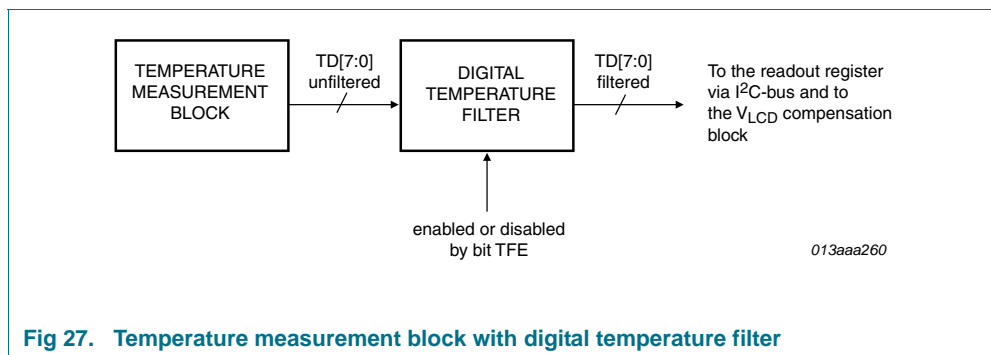 TEMPERATURE
MEASUREMENT
BLOCK
TD[7:0]
unfiltered
DIGITAL
TEMPERATURE
FILTER
TD[7:0]
filtered
To the readout register
via I2C-bus and to
the VLCD compensation
block
enabled or disabled
by bit TFE
013aaa260
Fig 27. Temperature measurement block with digital temperature filter